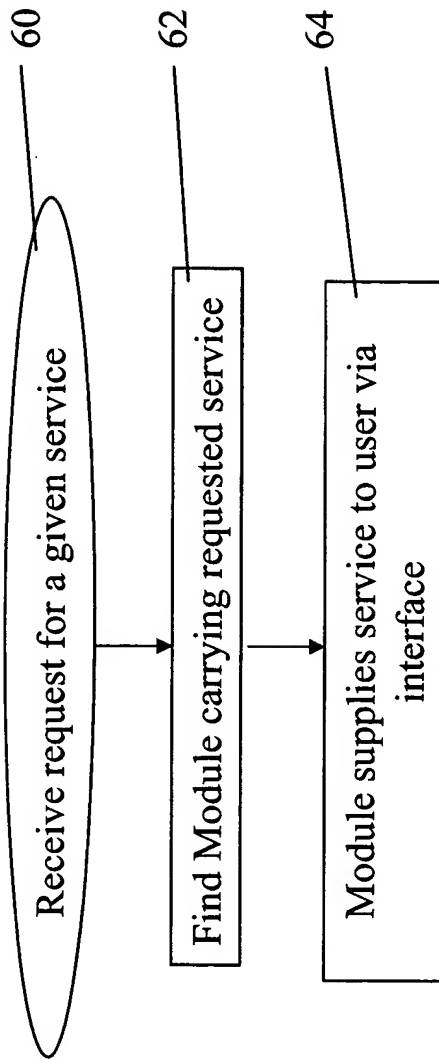 60
Receive request for a given service
62
Find Module carrying requested service
64
Module supplies service to user via
interface